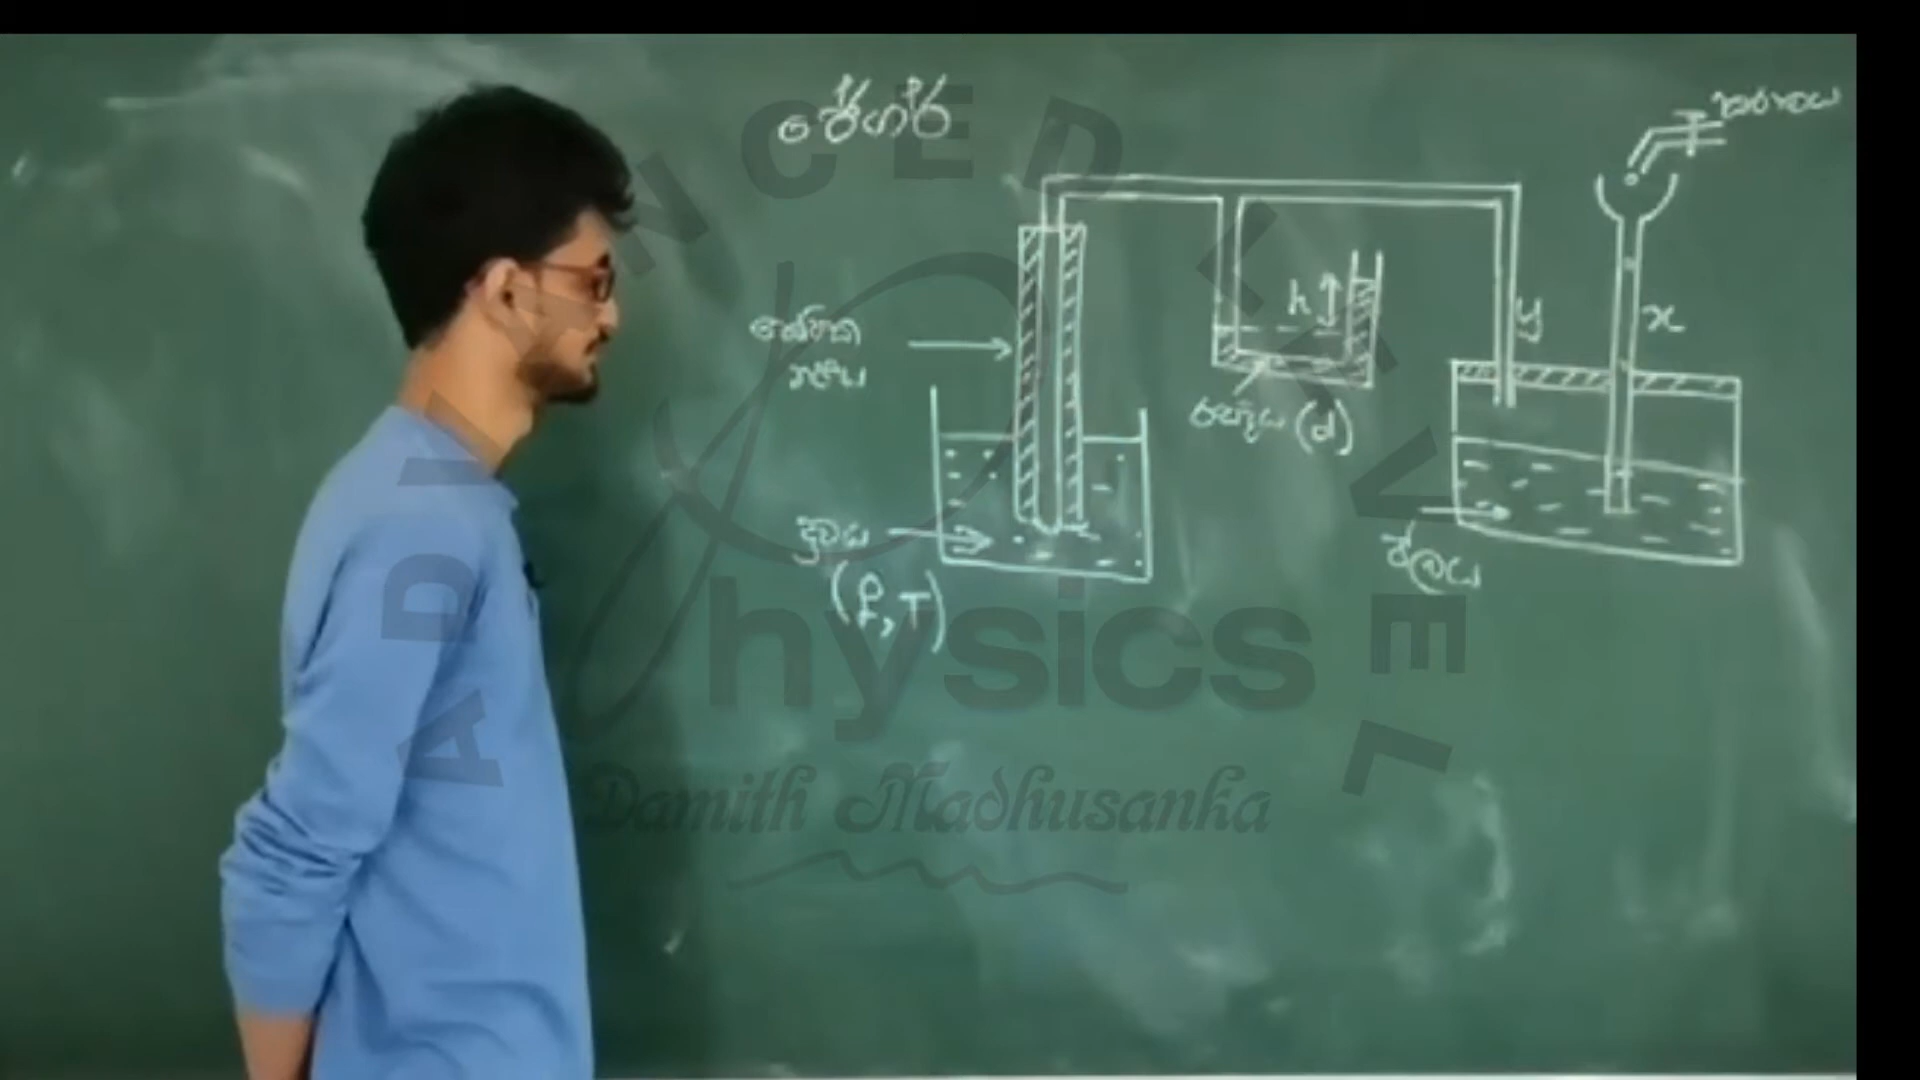 ජේගර්
කරාමය
h
y
x
කේශික
නළය
රසදිය (d)
ද්‍රවය
(ρ, T)
ජලය
ADVANCED LEVEL
Physics
Damith Madhusanka